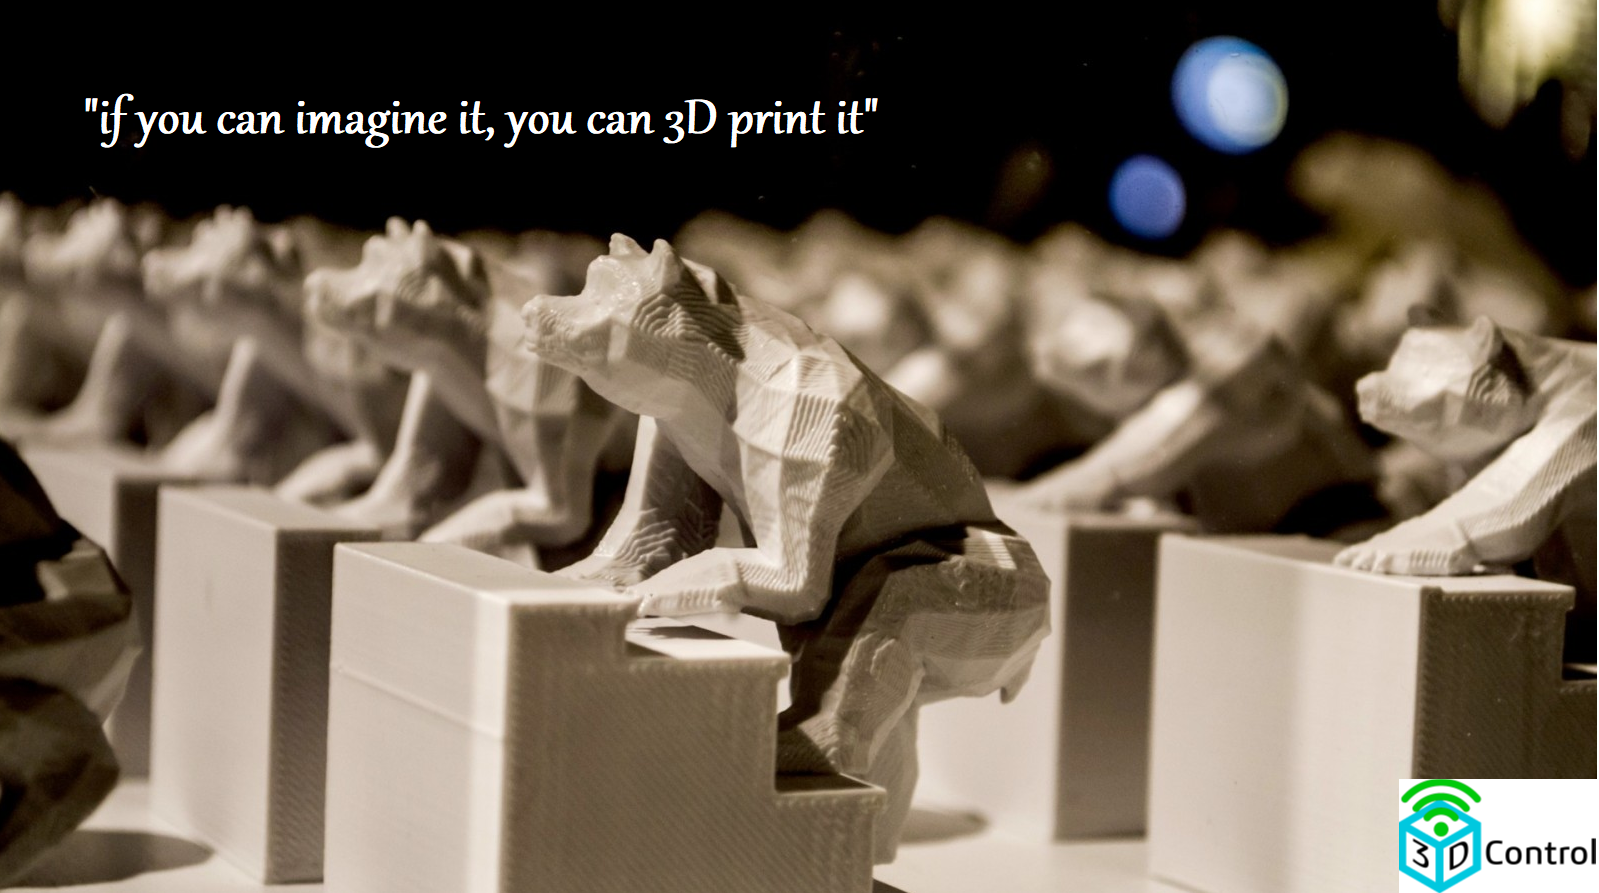 "if you can imagine it, you can 3D print it"
3D Control